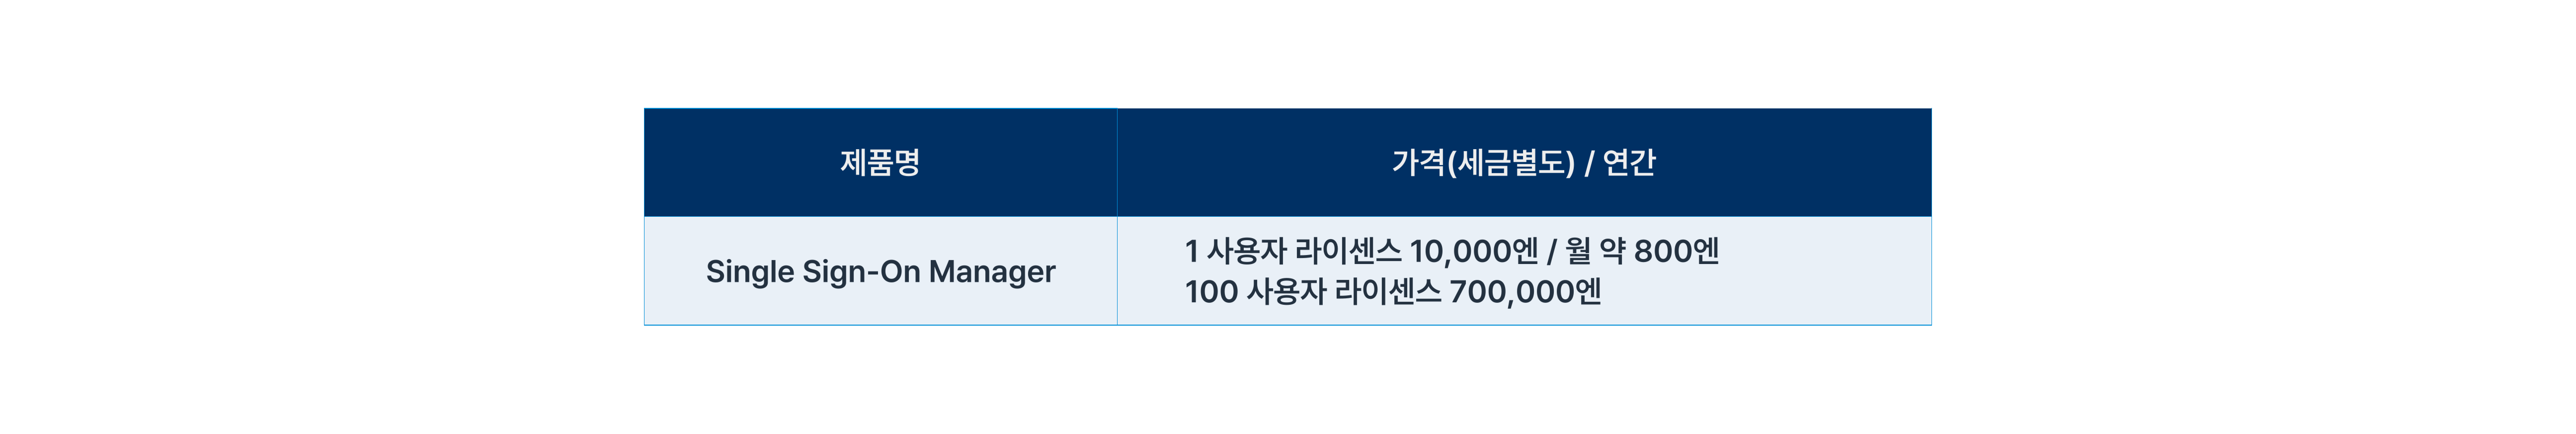 제품명
가격(세금별도) / 연간
Single Sign-On Manager
1 사용자 라이센스 10,000엔 / 월 약 800엔
100 사용자 라이센스 700,000엔